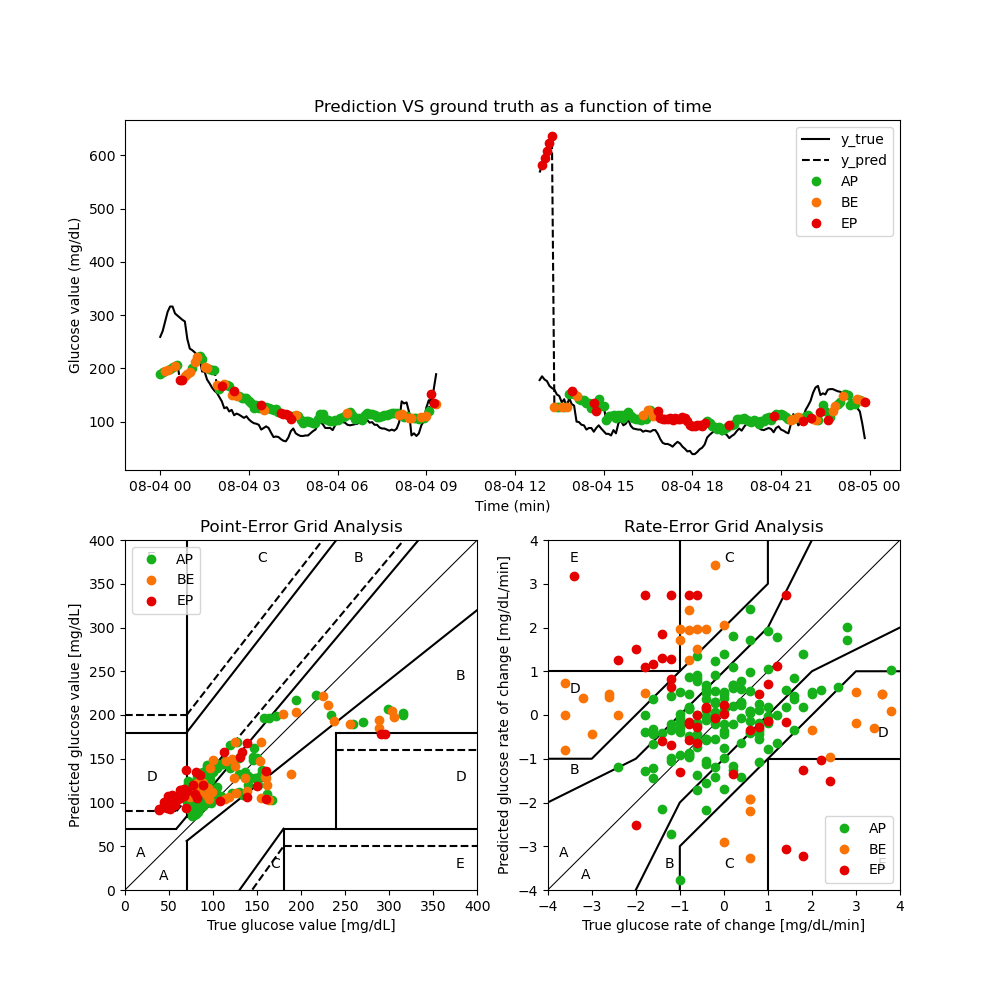 Prediction VS ground truth as a function of time
Glucose value (mg/dL)
600
500
400
300
200
100
y_true
y_pred
AP
BE
EP
08-04 00 08-04 03 08-04 06 08-04 09 08-04 12 08-04 15 08-04 18 08-04 21 08-05 00
Time (min)
Point-Error Grid Analysis
Predicted glucose value [mg/dL]
400
350
300
250
200
150
100
50
0
AP
BE
EP
E
C
B
B
D
D
A
A
C
E
0 50 100 150 200 250 300 350 400
True glucose value [mg/dL]
Rate-Error Grid Analysis
Predicted glucose rate of change [mg/dL/min]
4
3
2
1
0
−1
−2
−3
−4
E
C
D
D
B
A
A
B
C
E
AP
BE
EP
−4 −3 −2 −1 0 1 2 3 4
True glucose rate of change [mg/dL/min]